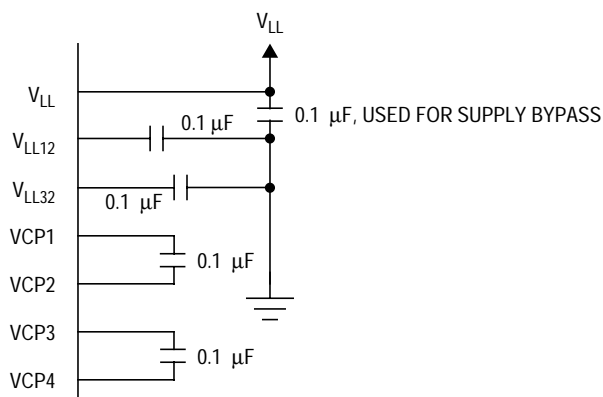 VLL
VLL
0.1 μF, USED FOR SUPPLY BYPASS
0.1 μF
VLL12
VLL32
0.1 μF
VCP1
0.1 μF
VCP2
VCP3
0.1 μF
VCP4